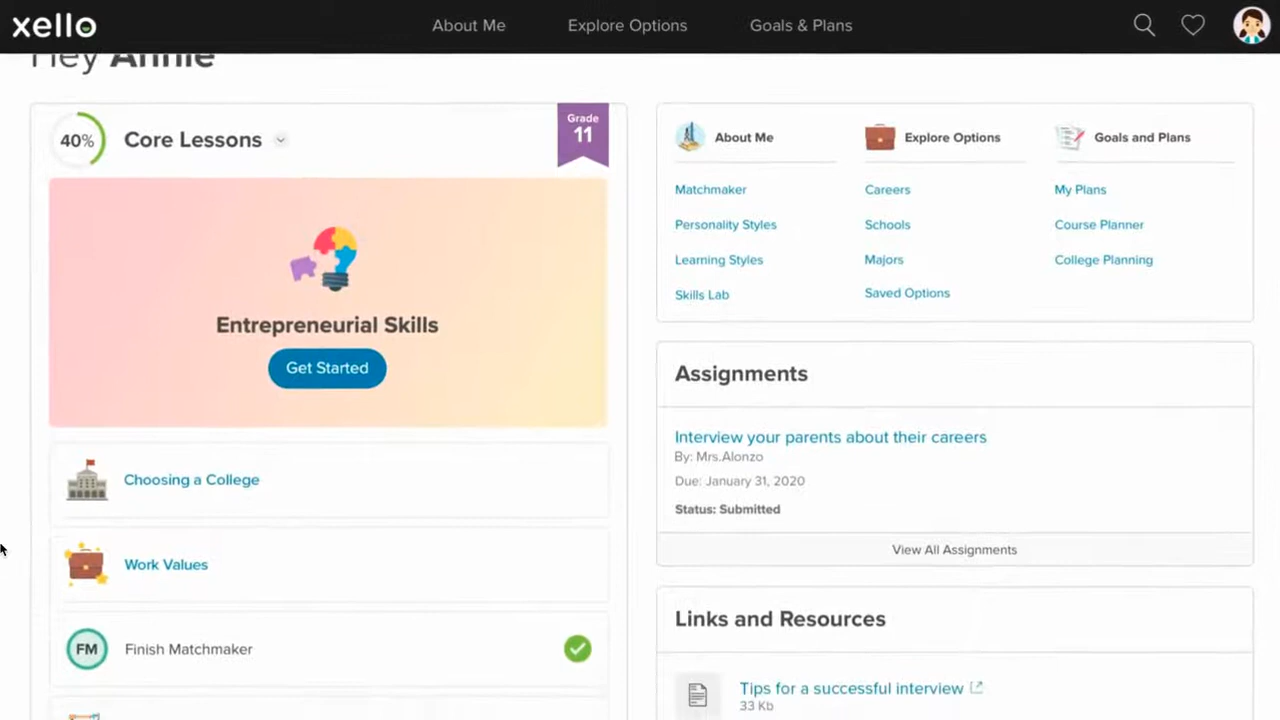 xello
About Me
Explore Options
Goals & Plans
Hey Annie
40%
Core Lessons
Grade
11
Entrepreneurial Skills
Get Started
Choosing a College
Work Values
FM
Finish Matchmaker
About Me
Matchmaker
Personality Styles
Learning Styles
Skills Lab
Explore Options
Careers
Schools
Majors
Saved Options
Goals and Plans
My Plans
Course Planner
College Planning
Assignments
Interview your parents about their careers
By: Mrs.Alonzo
Due: January 31, 2020
Status: Submitted
View All Assignments
Links and Resources
Tips for a successful interview
33 Kb